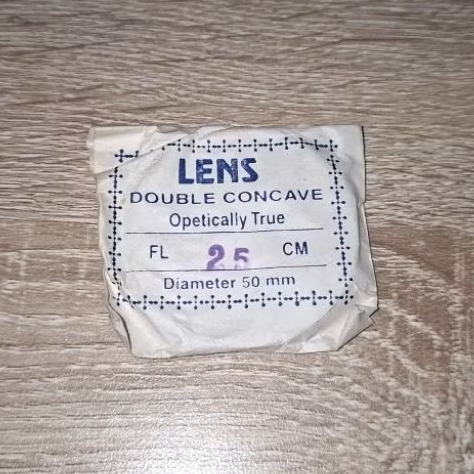 LENS
DOUBLE CONCAVE
Opetically True
FL 25 CM
Diameter 50 mm